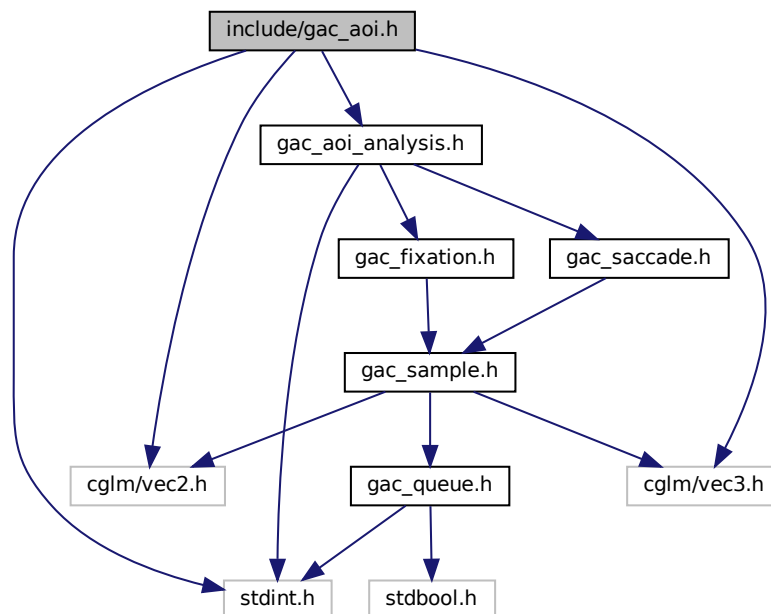 include/gac_aoi.h
gac_aoi_analysis.h
gac_fixation.h
gac_saccade.h
gac_sample.h
cglm/vec2.h
gac_queue.h
cglm/vec3.h
stdint.h
stdbool.h